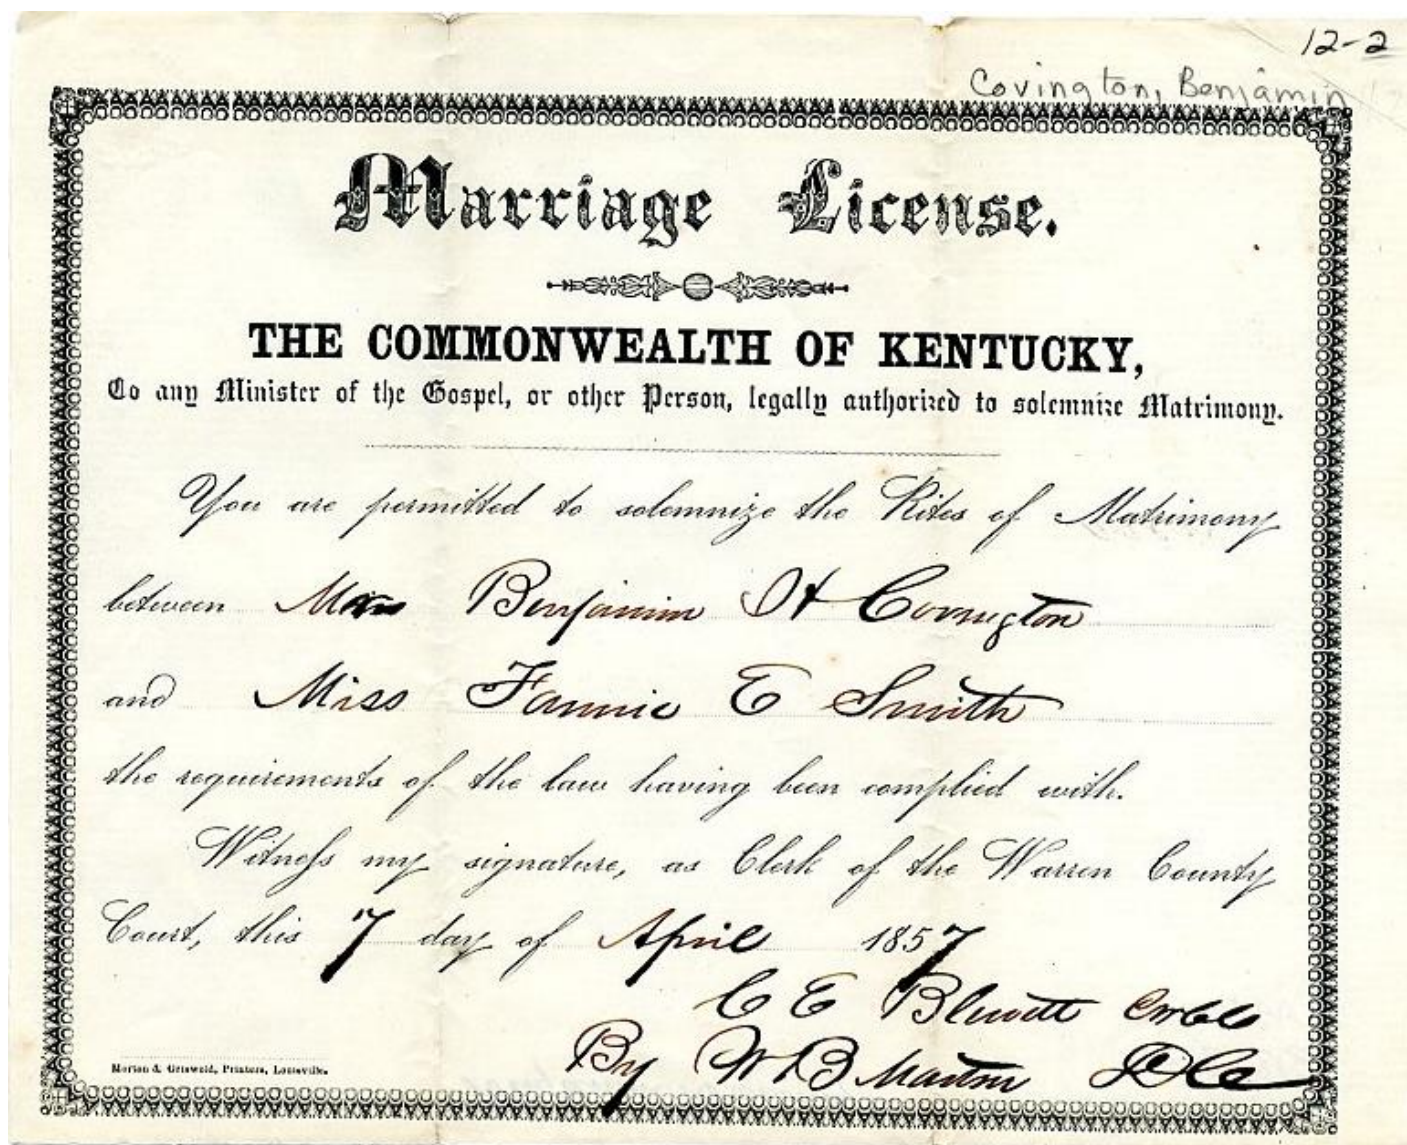 12-2
Covington, Benjamin
Marriage License.
THE COMMONWEALTH OF KENTUCKY,
To any Minister of the Gospel, or other Person, legally authorized to solemnize Matrimony.
You are permitted to solemnize the Rites of Matrimony
between Benjamin H Covington
and Miss Fannie E Smith
the requirements of the law having been complied with.
Witness my signature, as Clerk of the Warren County
Court, this 7 day of April 1857
C E Blewett
By W B Martin DC
Morton & Griswold, Printers, Louisville.